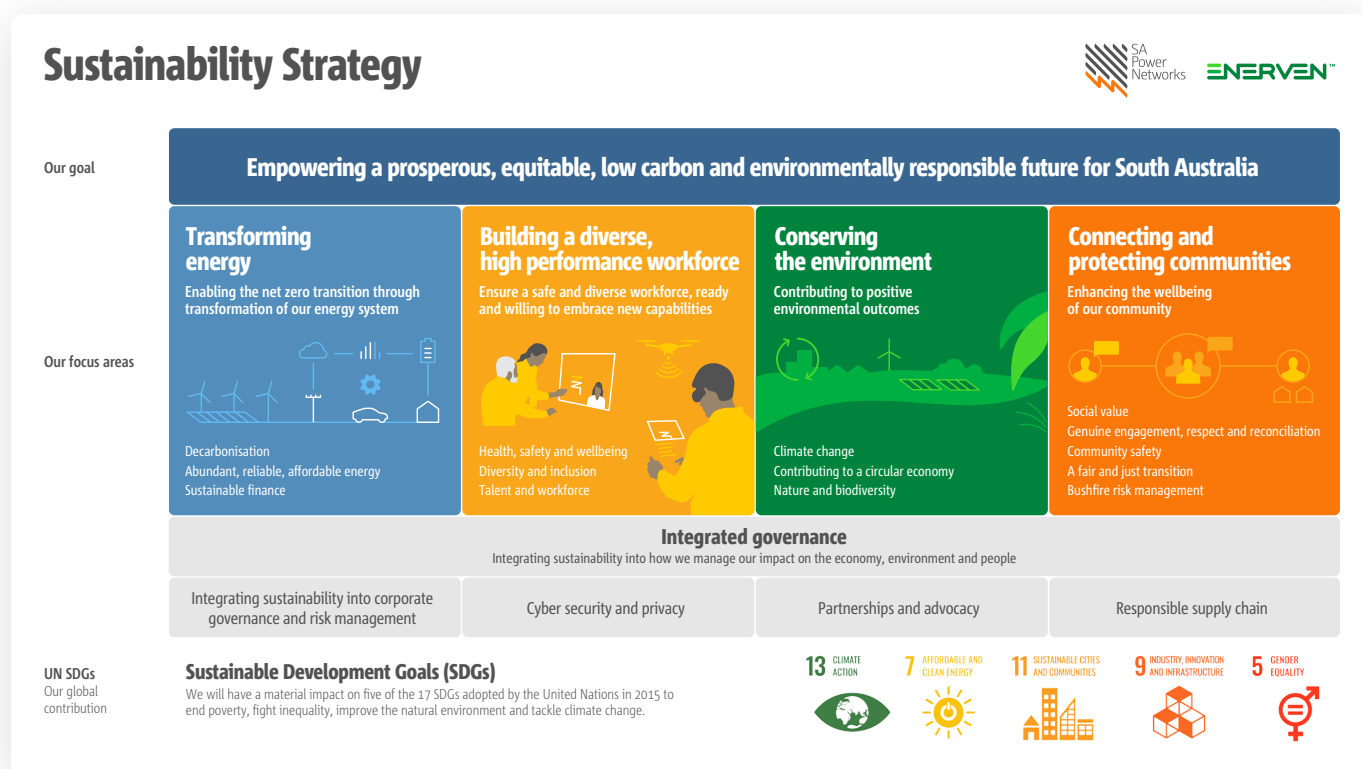 Sustainability Strategy
SA
Power
Networks
ENERVEN™
Our goal
Empowering a prosperous, equitable, low carbon and environmentally responsible future for South Australia
Our focus areas
Transforming
energy
Enabling the net zero transition through
transformation of our energy system
Decarbonisation
Abundant, reliable, affordable energy
Sustainable finance
Building a diverse,
high performance workforce
Ensure a safe and diverse workforce, ready
and willing to embrace new capabilities
Health, safety and wellbeing
Diversity and inclusion
Talent and workforce
Conserving
the environment
Contributing to positive
environmental outcomes
Climate change
Contributing to a circular economy
Nature and biodiversity
Connecting and
protecting communities
Enhancing the wellbeing
of our community
Social value
Genuine engagement, respect and reconciliation
Community safety
A fair and just transition
Bushfire risk management
Integrated governance
Integrating sustainability into how we manage our impact on the economy, environment and people
Integrating sustainability into corporate
governance and risk management
Cyber security and privacy
Partnerships and advocacy
Responsible supply chain
UN SDGs
Our global
contribution
Sustainable Development Goals (SDGs)
We will have a material impact on five of the 17 SDGs adopted by the United Nations in 2015 to
end poverty, fight inequality, improve the natural environment and tackle climate change.
13 CLIMATE
ACTION
7 AFFORDABLE AND
CLEAN ENERGY
11 SUSTAINABLE CITIES
AND COMMUNITIES
9 INDUSTRY, INNOVATION
AND INFRASTRUCTURE
5 GENDER
EQUALITY